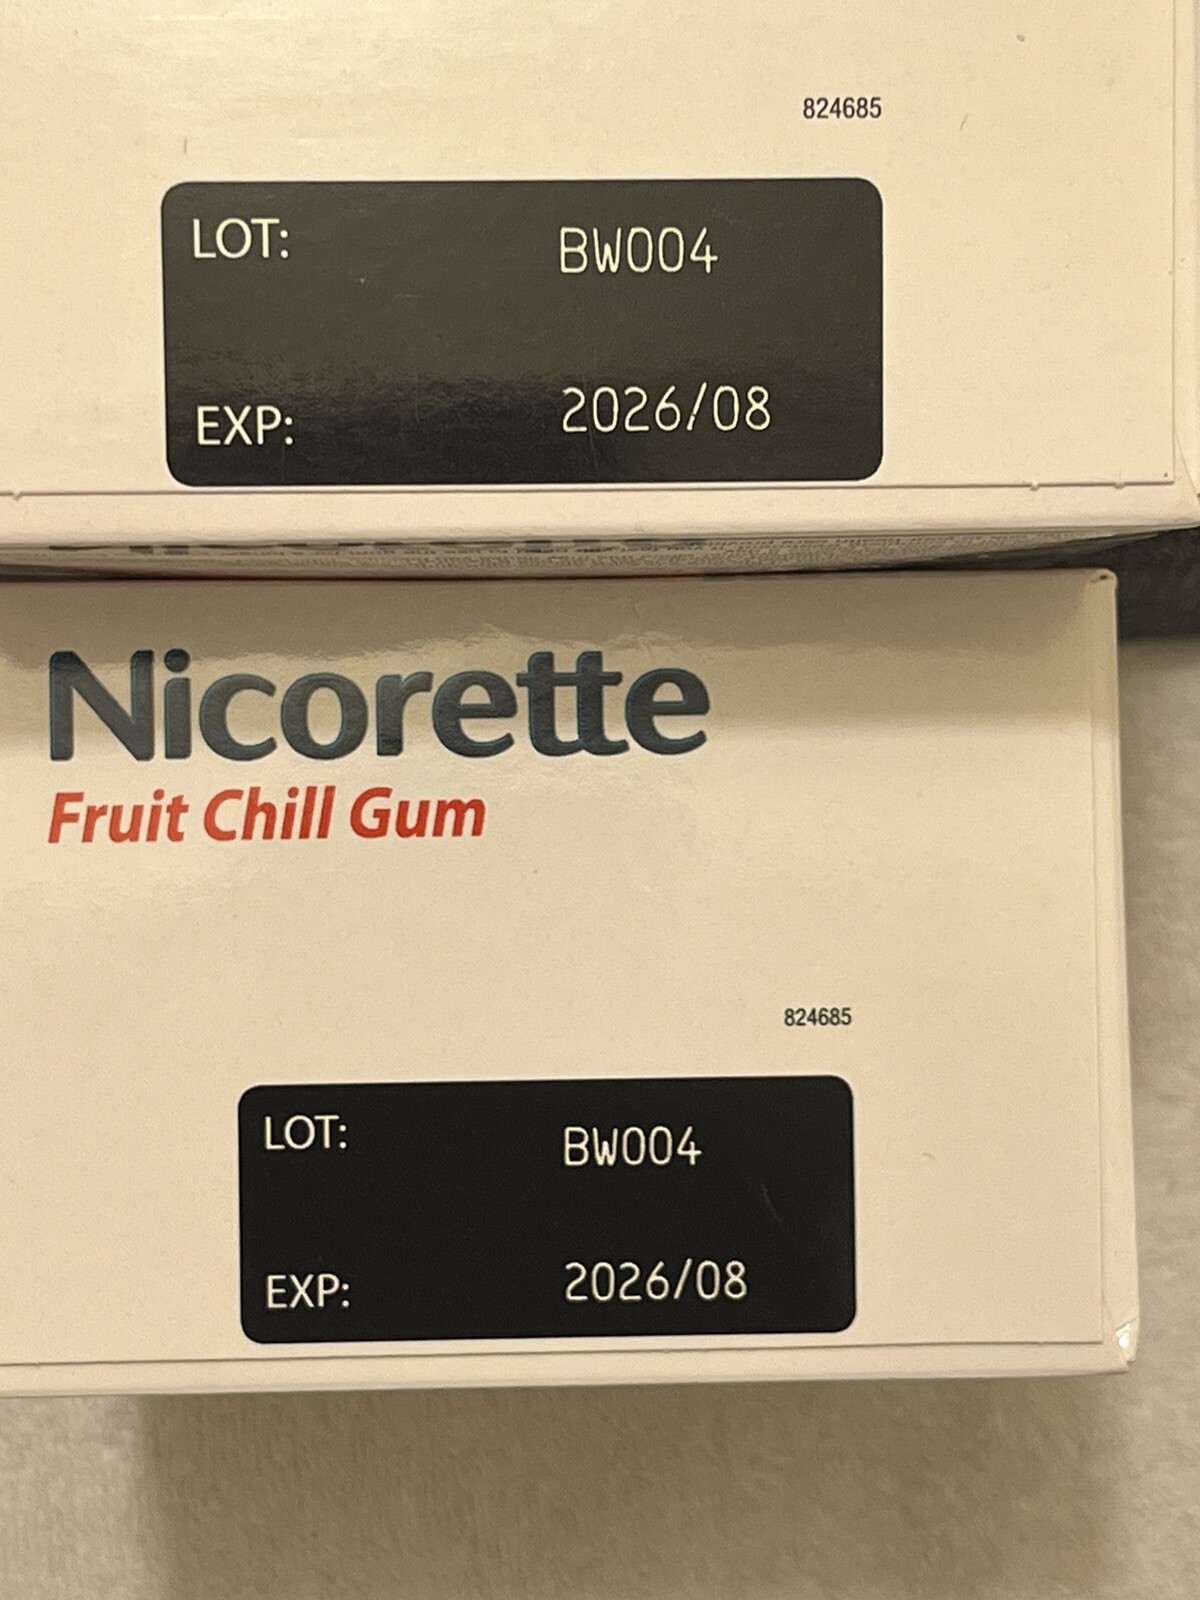 824685
LOT: BW004
EXP: 2026/08
Nicorette
Fruit Chill Gum
824685
LOT: BW004
EXP: 2026/08